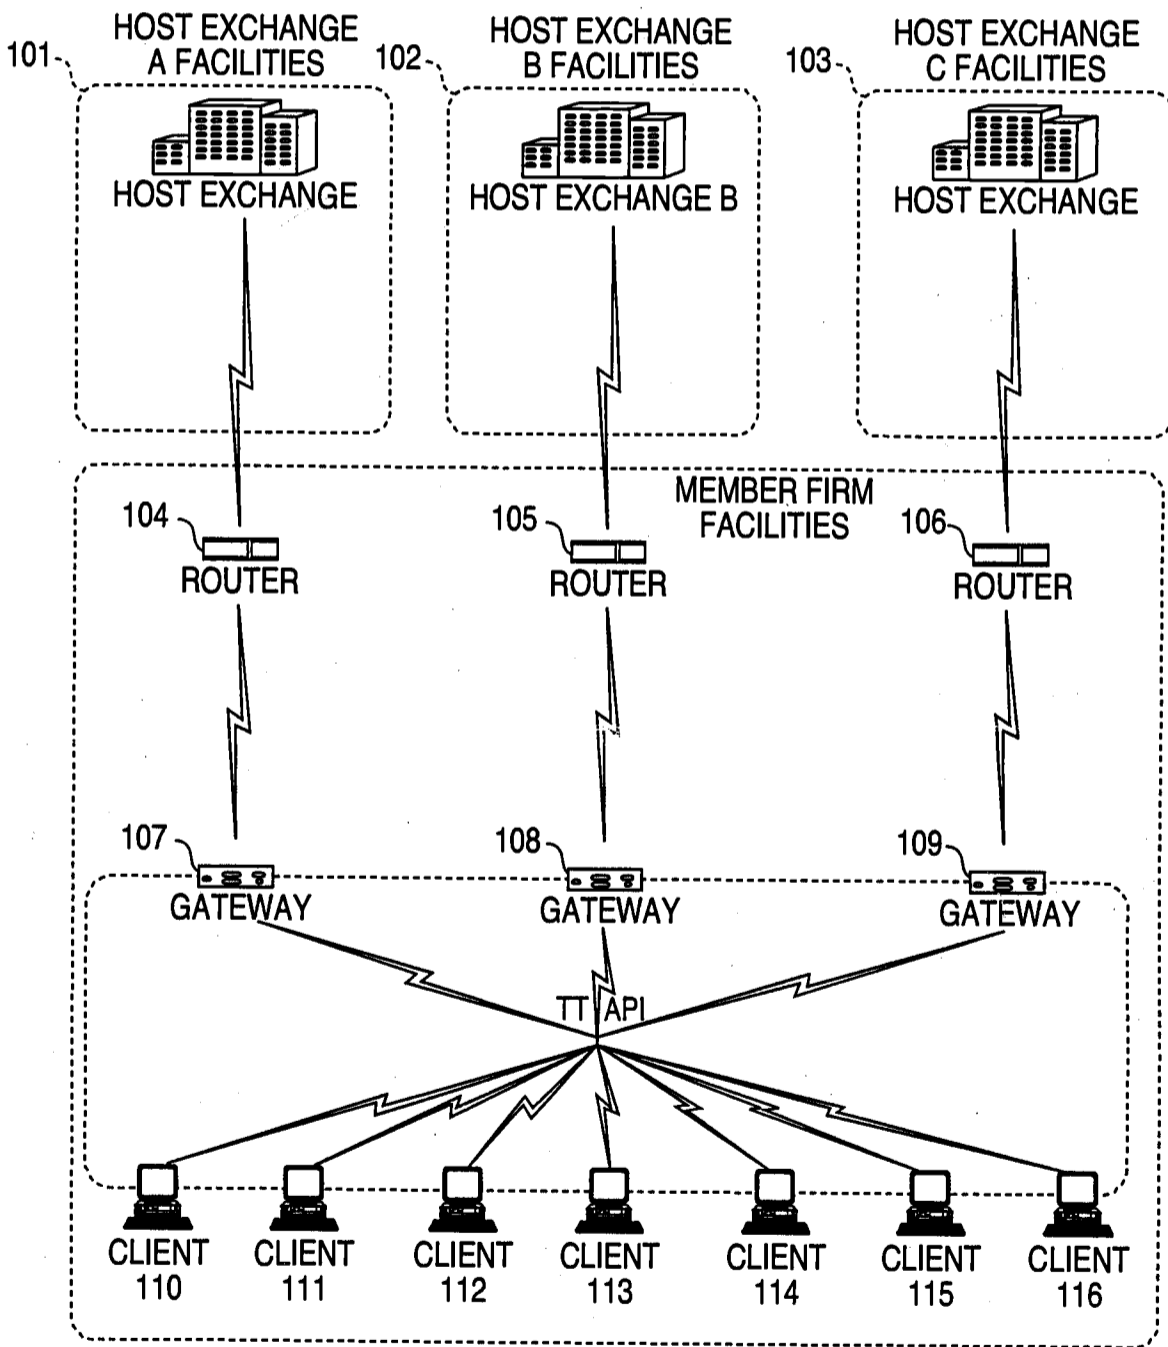 HOST EXCHANGE
A FACILITIES
HOST EXCHANGE
B FACILITIES
HOST EXCHANGE
C FACILITIES
101
102
103
HOST EXCHANGE
HOST EXCHANGE B
HOST EXCHANGE
MEMBER FIRM
FACILITIES
104
105
106
ROUTER
ROUTER
ROUTER
107
108
109
GATEWAY
GATEWAY
GATEWAY
TT API
CLIENT
110
CLIENT
111
CLIENT
112
CLIENT
113
CLIENT
114
CLIENT
115
CLIENT
116